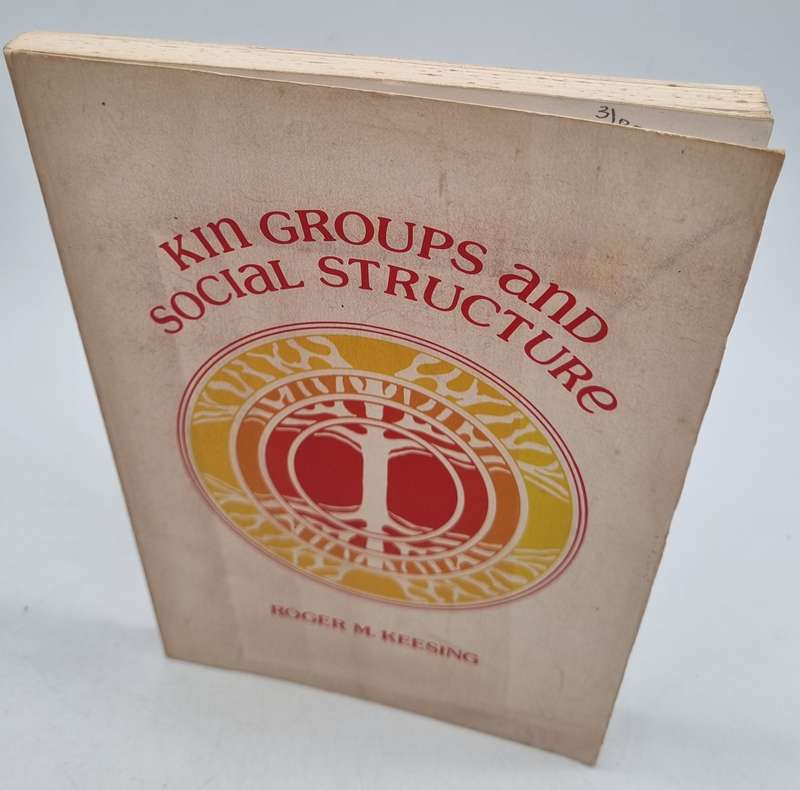 KIn GROUPS anD
SOCIaL STRUCTURe
ROGER M. KEESING